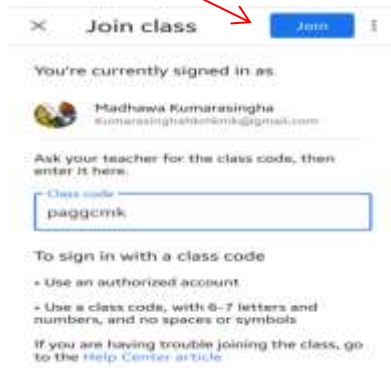 Join class
Join
You're currently signed in as
Madhawa Kumarasingha
Ask your teacher for the class code, then
enter it here.
Class code
paggcmk
To sign in with a class code
• Use an authorized account
• Use a class code, with 6-7 letters and
numbers, and no spaces or symbols
If you are having trouble joining the class, go
to the Help Center article